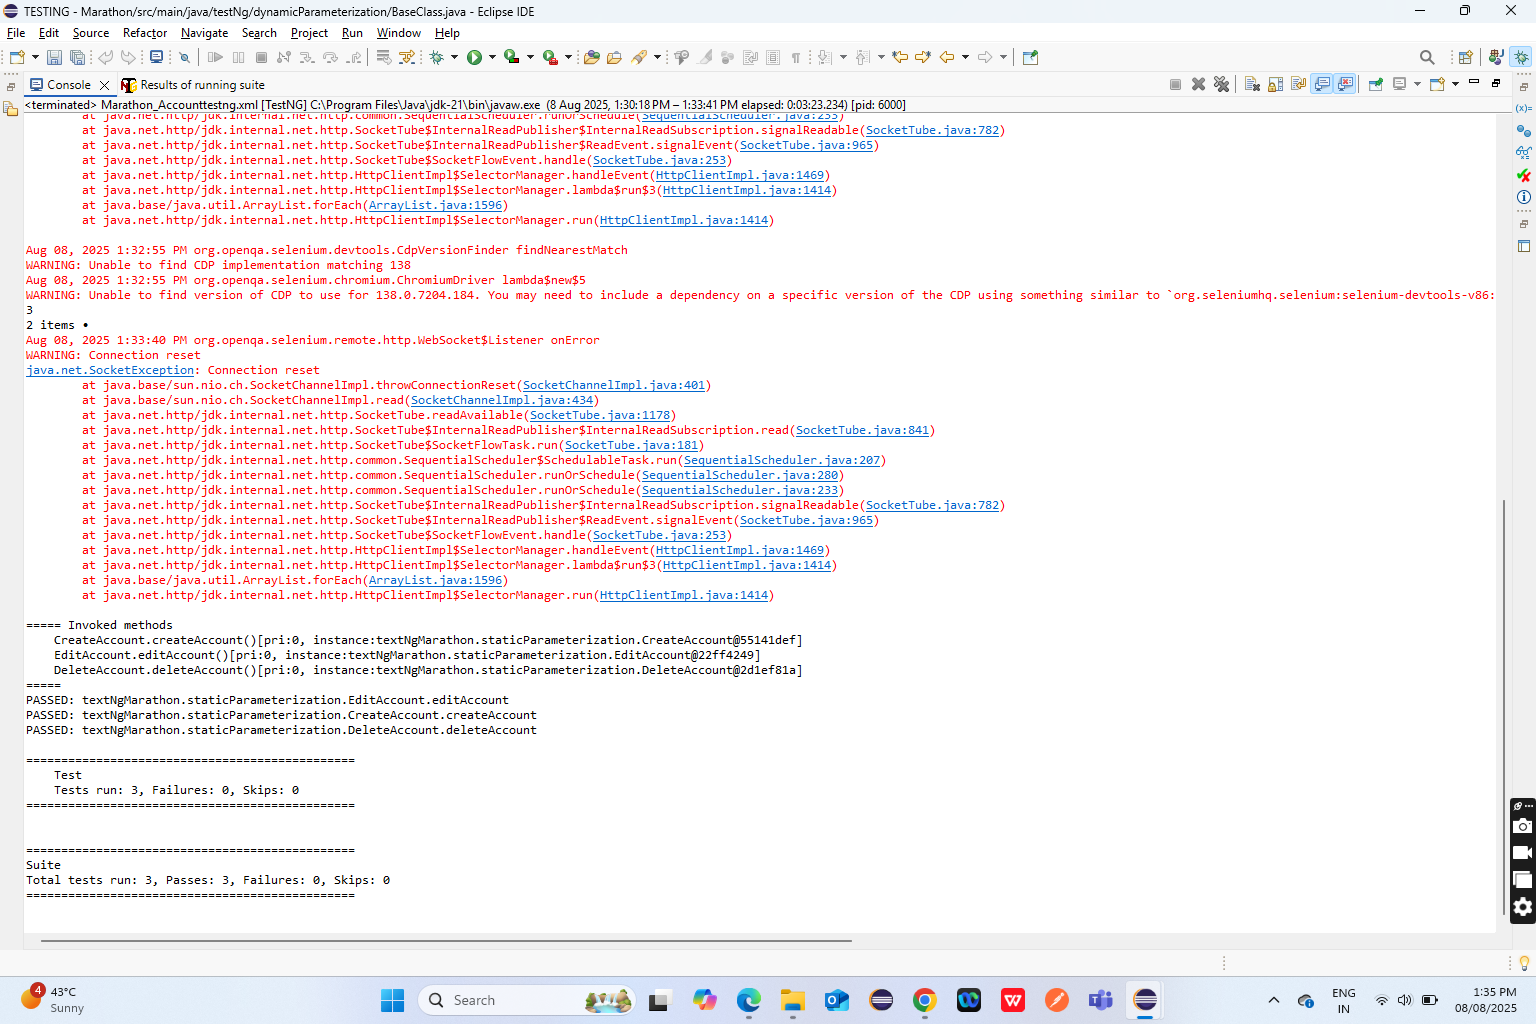 TESTING - Marathon/src/main/java/testNg/dynamicParameterization/BaseClass.java - Eclipse IDE
File Edit Source Refactor Navigate Search Project Run Window Help
Console Results of running suite
<terminated> Marathon_Accounttestng.xml [TestNG] C:\Program Files\Java\jdk-21\bin\javaw.exe (8 Aug 2025, 1:30:18 PM – 1:33:41 PM elapsed: 0:03:23.234) [pid: 6000]
at java.net.http/jdk.internal.net.http.common.SequentialScheduler.runOrSchedule(SequentialScheduler.java:233)
at java.net.http/jdk.internal.net.http.SocketTube$InternalReadPublisher$InternalReadSubscription.signalReadable(SocketTube.java:782)
at java.net.http/jdk.internal.net.http.SocketTube$InternalReadPublisher$ReadEvent.signalEvent(SocketTube.java:965)
at java.net.http/jdk.internal.net.http.SocketTube$SocketFlowEvent.handle(SocketTube.java:253)
at java.net.http/jdk.internal.net.http.HttpClientImpl$SelectorManager.handleEvent(HttpClientImpl.java:1469)
at java.net.http/jdk.internal.net.http.HttpClientImpl$SelectorManager.lambda$run$3(HttpClientImpl.java:1414)
at java.base/java.util.ArrayList.forEach(ArrayList.java:1596)
at java.net.http/jdk.internal.net.http.HttpClientImpl$SelectorManager.run(HttpClientImpl.java:1414)
Aug 08, 2025 1:32:55 PM org.openqa.selenium.devtools.CdpVersionFinder findNearestMatch
WARNING: Unable to find CDP implementation matching 138
Aug 08, 2025 1:32:55 PM org.openqa.selenium.chromium.ChromiumDriver lambda$new$5
WARNING: Unable to find version of CDP to use for 138.0.7204.184. You may need to include a dependency on a specific version of the CDP using something similar to `org.seleniumhq.selenium:selenium-devtools-v86:
3
2 items •
Aug 08, 2025 1:33:40 PM org.openqa.selenium.remote.http.WebSocket$Listener onError
WARNING: Connection reset
java.net.SocketException: Connection reset
at java.base/sun.nio.ch.SocketChannelImpl.throwConnectionReset(SocketChannelImpl.java:401)
at java.base/sun.nio.ch.SocketChannelImpl.read(SocketChannelImpl.java:434)
at java.net.http/jdk.internal.net.http.SocketTube.readAvailable(SocketTube.java:1178)
at java.net.http/jdk.internal.net.http.SocketTube$InternalReadPublisher$InternalReadSubscription.read(SocketTube.java:841)
at java.net.http/jdk.internal.net.http.SocketTube$SocketFlowTask.run(SocketTube.java:181)
at java.net.http/jdk.internal.net.http.common.SequentialScheduler$SchedulableTask.run(SequentialScheduler.java:207)
at java.net.http/jdk.internal.net.http.common.SequentialScheduler.runOrSchedule(SequentialScheduler.java:280)
at java.net.http/jdk.internal.net.http.common.SequentialScheduler.runOrSchedule(SequentialScheduler.java:233)
at java.net.http/jdk.internal.net.http.SocketTube$InternalReadPublisher$InternalReadSubscription.signalReadable(SocketTube.java:782)
at java.net.http/jdk.internal.net.http.SocketTube$InternalReadPublisher$ReadEvent.signalEvent(SocketTube.java:965)
at java.net.http/jdk.internal.net.http.SocketTube$SocketFlowEvent.handle(SocketTube.java:253)
at java.net.http/jdk.internal.net.http.HttpClientImpl$SelectorManager.handleEvent(HttpClientImpl.java:1469)
at java.net.http/jdk.internal.net.http.HttpClientImpl$SelectorManager.lambda$run$3(HttpClientImpl.java:1414)
at java.base/java.util.ArrayList.forEach(ArrayList.java:1596)
at java.net.http/jdk.internal.net.http.HttpClientImpl$SelectorManager.run(HttpClientImpl.java:1414)
===== Invoked methods
CreateAccount.createAccount()[pri:0, instance:textNgMarathon.staticParameterization.CreateAccount@55141def]
EditAccount.editAccount()[pri:0, instance:textNgMarathon.staticParameterization.EditAccount@22ff4249]
DeleteAccount.deleteAccount()[pri:0, instance:textNgMarathon.staticParameterization.DeleteAccount@2d1ef81a]
=====
PASSED: textNgMarathon.staticParameterization.EditAccount.editAccount
PASSED: textNgMarathon.staticParameterization.CreateAccount.createAccount
PASSED: textNgMarathon.staticParameterization.DeleteAccount.deleteAccount
===============================================
Test
Tests run: 3, Failures: 0, Skips: 0
===============================================
===============================================
Suite
Total tests run: 3, Passes: 3, Failures: 0, Skips: 0
===============================================
4
43°C
Sunny
Search
ENG
IN
1:35 PM
08/08/2025